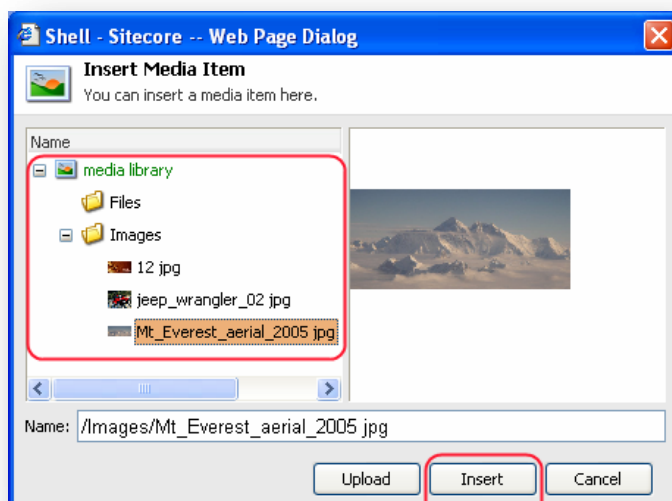 Shell - Sitecore -- Web Page Dialog
Insert Media Item
You can insert a media item here.
Name
media library
Files
Images
12 jpg
jeep_wrangler_02 jpg
Mt_Everest_aerial_2005 jpg
Name: /Images/Mt_Everest_aerial_2005 jpg
Upload Insert Cancel